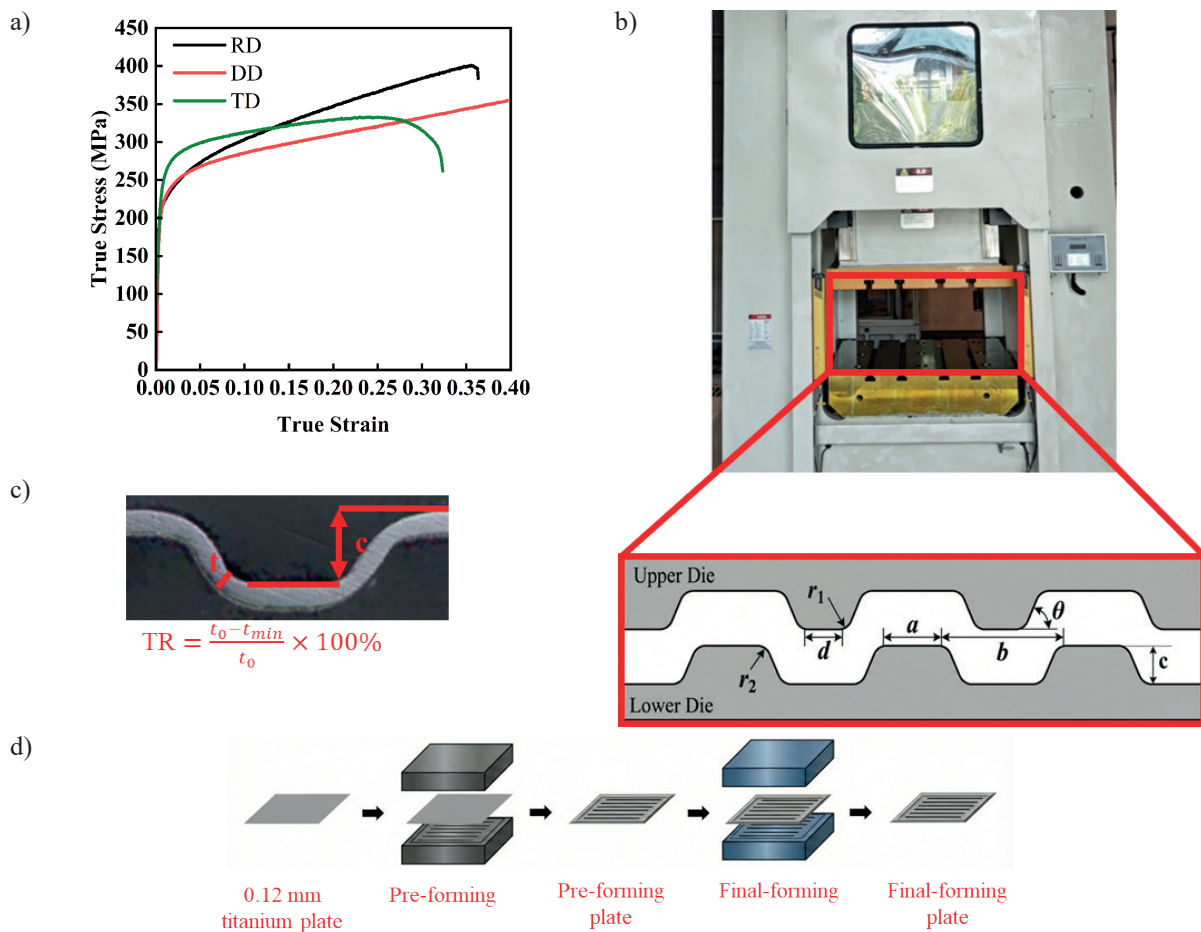 a)
450
400
350
300
250
200
150
100
50
0
True Stress (MPa)
RD
DD
TD
0.00 0.05 0.10 0.15 0.20 0.25 0.30 0.35 0.40
True Strain
b)
c)
t
c
TR = (t₀−t_min)/t₀ × 100%
Upper Die
r₁
θ
d
a
b
c
r₂
Lower Die
d)
0.12 mm
titanium plate
Pre-forming
Pre-forming
plate
Final-forming
Final-forming
plate